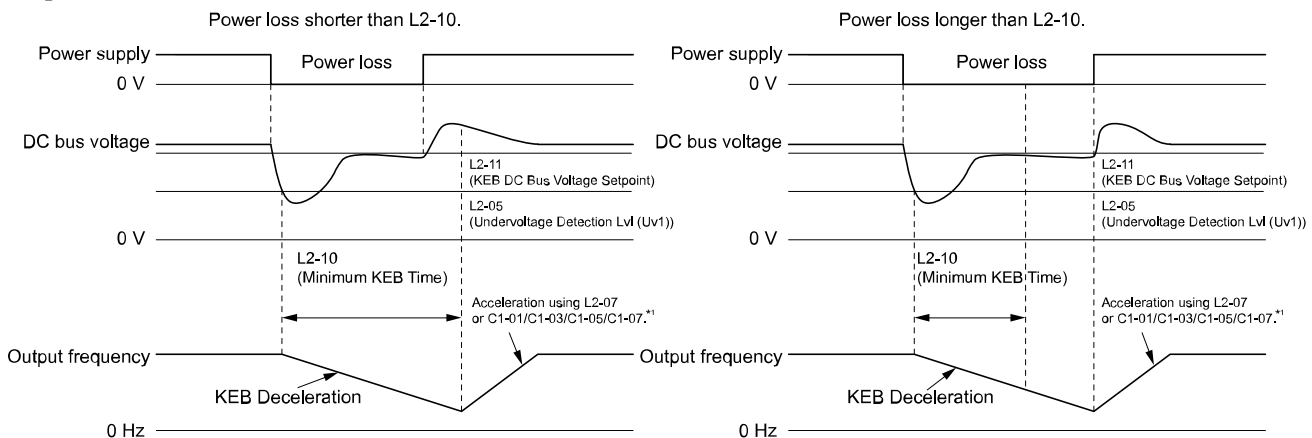 Power loss shorter than L2-10.
Power supply
Power loss
0 V
DC bus voltage
L2-11
(KEB DC Bus Voltage Setpoint)
L2-05
(Undervoltage Detection Lvl (Uv1))
0 V
L2-10
(Minimum KEB Time)
Acceleration using L2-07
or C1-01/C1-03/C1-05/C1-07.*1
Output frequency
KEB Deceleration
0 Hz
Power loss longer than L2-10.
Power supply
Power loss
0 V
DC bus voltage
L2-11
(KEB DC Bus Voltage Setpoint)
L2-05
(Undervoltage Detection Lvl (Uv1))
0 V
L2-10
(Minimum KEB Time)
Acceleration using L2-07
or C1-01/C1-03/C1-05/C1-07.*1
Output frequency
KEB Deceleration
0 Hz